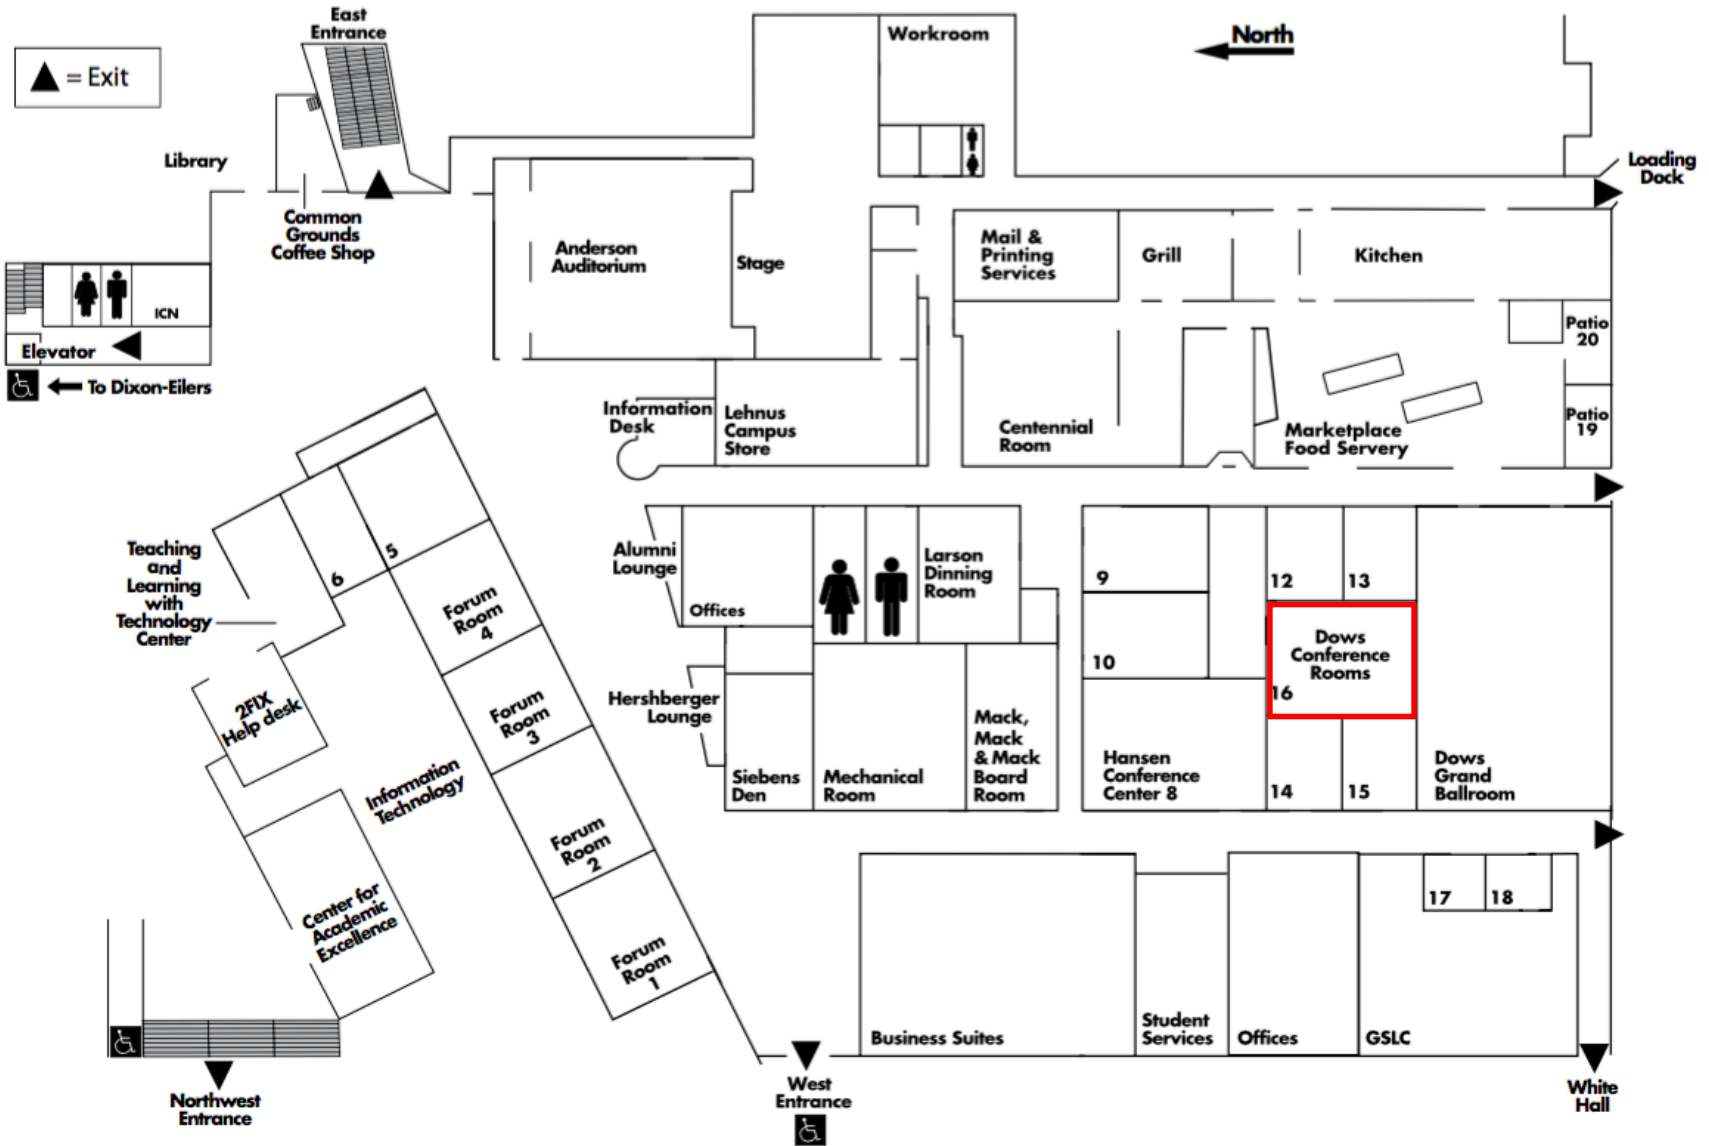 East
Entrance
Workroom
North
= Exit
Library
Loading
Dock
Common
Grounds
Coffee Shop
Anderson
Auditorium
Stage
Mail &
Printing
Services
Grill
Kitchen
ICN
Elevator
To Dixon-Eilers
Patio
20
Patio
19
Information
Desk
Lehnus
Campus
Store
Centennial
Room
Marketplace
Food Servery
Teaching
and
Learning
with
Technology
Center
5
6
Forum
Room
4
Forum
Room
3
Forum
Room
2
Forum
Room
1
2FIX
Help desk
Information
Technology
Center for
Academic
Excellence
Alumni
Lounge
Offices
Larson
Dinning
Room
Hershberger
Lounge
Siebens
Den
Mechanical
Room
Mack,
Mack
& Mack
Board
Room
9
10
12
13
Dows
Conference
Rooms
16
Hansen
Conference
Center 8
14
15
Dows
Grand
Ballroom
17
18
Business Suites
Student
Services
Offices
GSLC
Northwest
Entrance
West
Entrance
White
Hall